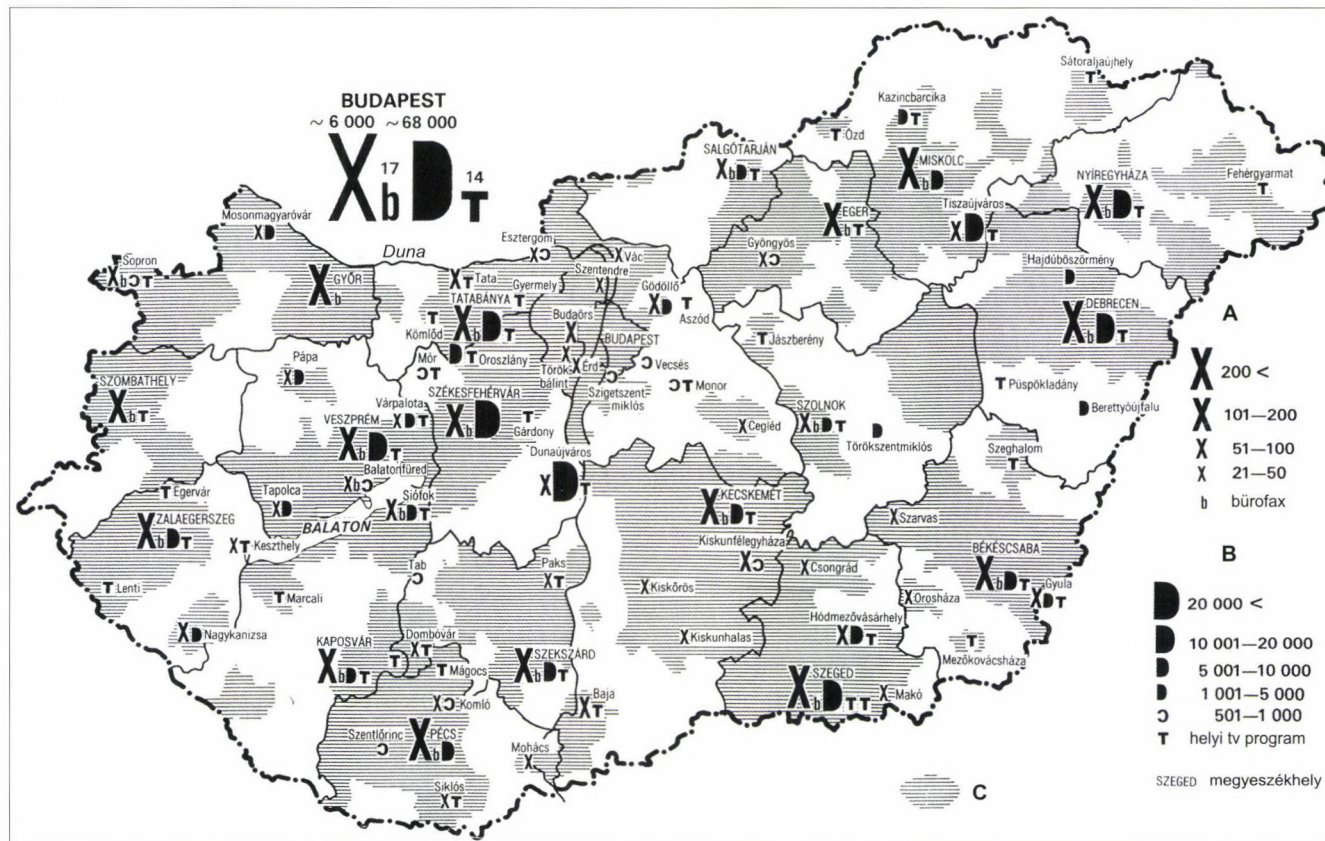 BUDAPEST
~ 6 000 ~ 68 000
X 17 b D 14 T
Sátoraljaújhely
T
Kazincbarcika
D T
T Ózd
SALGÓTARJÁN
X b D T
X MISKOLC
b D
NYÍREGYHÁZA
X b D T
Fehérgyarmat
T
Tiszaújváros
X D T
X EGER
b T
Gyöngyös
X C
Mosonmagyaróvár
X D
Duna
Esztergom
X C
X Vác
Szentendre
X
Hajdúböszörmény
D
DEBRECEN
X b D T
Sopron
X b C T
X GYŐR
b
X T Tata
Gyermely
T
TATABÁNYA
X b D T
T
Kömlőd
Gödöllő
X D
T
Aszód
Budaörs
X
BUDAPEST
Mór
C T
D T Oroszlány
X
Törökbálint
X Érd
C Vecsés
C
Szigetszentmiklós
C T Monor
T Jászberény
T Püspökladány
D Berettyóújfalu
Pápa
X D
SZOMBATHELY
X b T
Várpalota
X D T
SZÉKESFEHÉRVÁR
X b D
T
Gárdony
VESZPRÉM
X b D T
X Cegléd
SZOLNOK
X b D T
D
Törökszentmiklós
Szeghalom
T
Dunaújváros
X D T
Balatonfüred
X b C
Tapolca
X D
Siófok
X b D T
T Egervár
ZALAEGERSZEG
X b D T
BALATON
X T Keszthely
KECSKEMÉT
X b D T
X Szarvas
Kiskunfélegyháza
X C
BÉKÉSCSABA
X b D T
Tab
C
Paks
X T
X Csongrád
X Kiskőrös
Gyula
X D T
X Orosháza
T Lenti
T Marcali
Hódmezővásárhely
X D T
X D Nagykanizsa
Dombóvár
X T
X Kiskunhalas
T
Mezőkovácsháza
KAPOSVÁR
X b D T
T
T Mágocs
SZEKSZÁRD
X b D T
SZEGED
X b D T T
X Makó
Baja
X T
X C Komló
Szentlőrinc
C
X PÉCS
b D
Mohács
X
Siklós
X T
A
X 200 <
X 101—200
X 51—100
X 21—50
b bürofax
B
D 20 000 <
D 10 001—20 000
D 5 001—10 000
D 1 001—5 000
C 501—1 000
T helyi tv program
SZEGED megyeszékhely
C